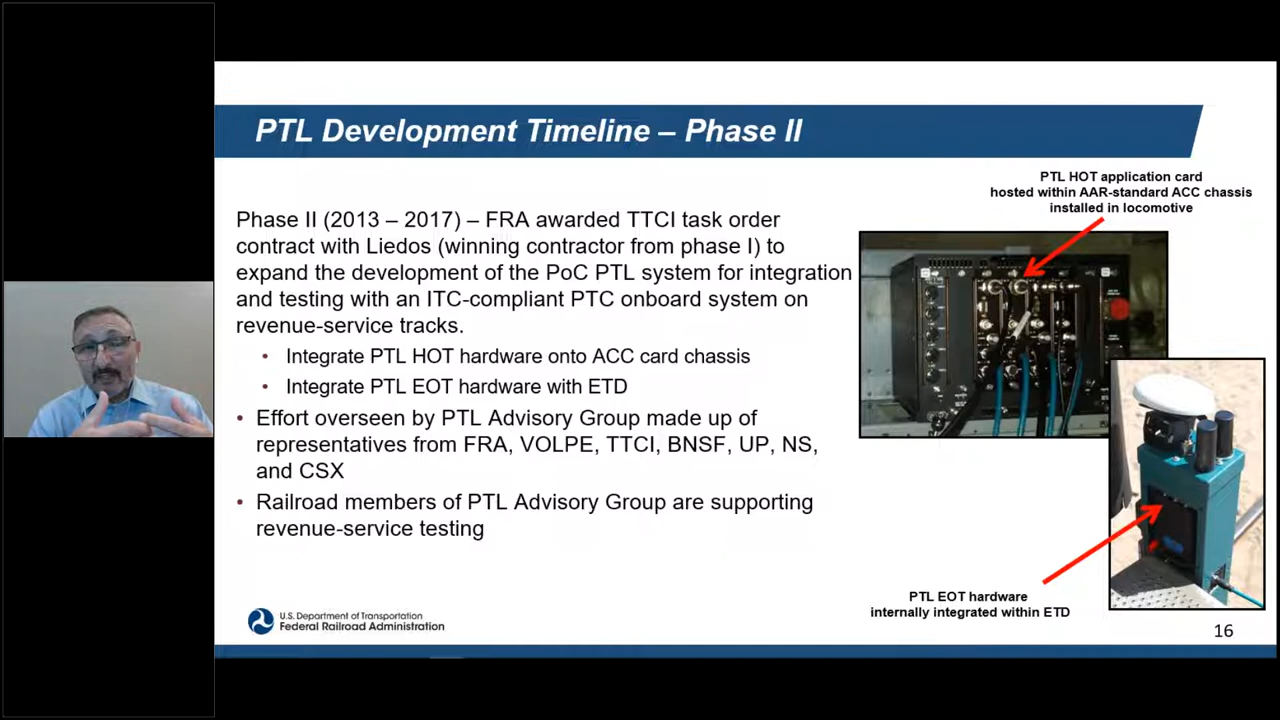 PTL Development Timeline – Phase II
PTL HOT application card
hosted within AAR-standard ACC chassis
installed in locomotive
Phase II (2013 – 2017) – FRA awarded TTCI task order
contract with Liedos (winning contractor from phase I) to
expand the development of the PoC PTL system for integration
and testing with an ITC-compliant PTC onboard system on
revenue-service tracks.
• Integrate PTL HOT hardware onto ACC card chassis
• Integrate PTL EOT hardware with ETD
• Effort overseen by PTL Advisory Group made up of
representatives from FRA, VOLPE, TTCI, BNSF, UP, NS,
and CSX
• Railroad members of PTL Advisory Group are supporting
revenue-service testing
PTL EOT hardware
internally integrated within ETD
U.S. Department of Transportation
Federal Railroad Administration
16